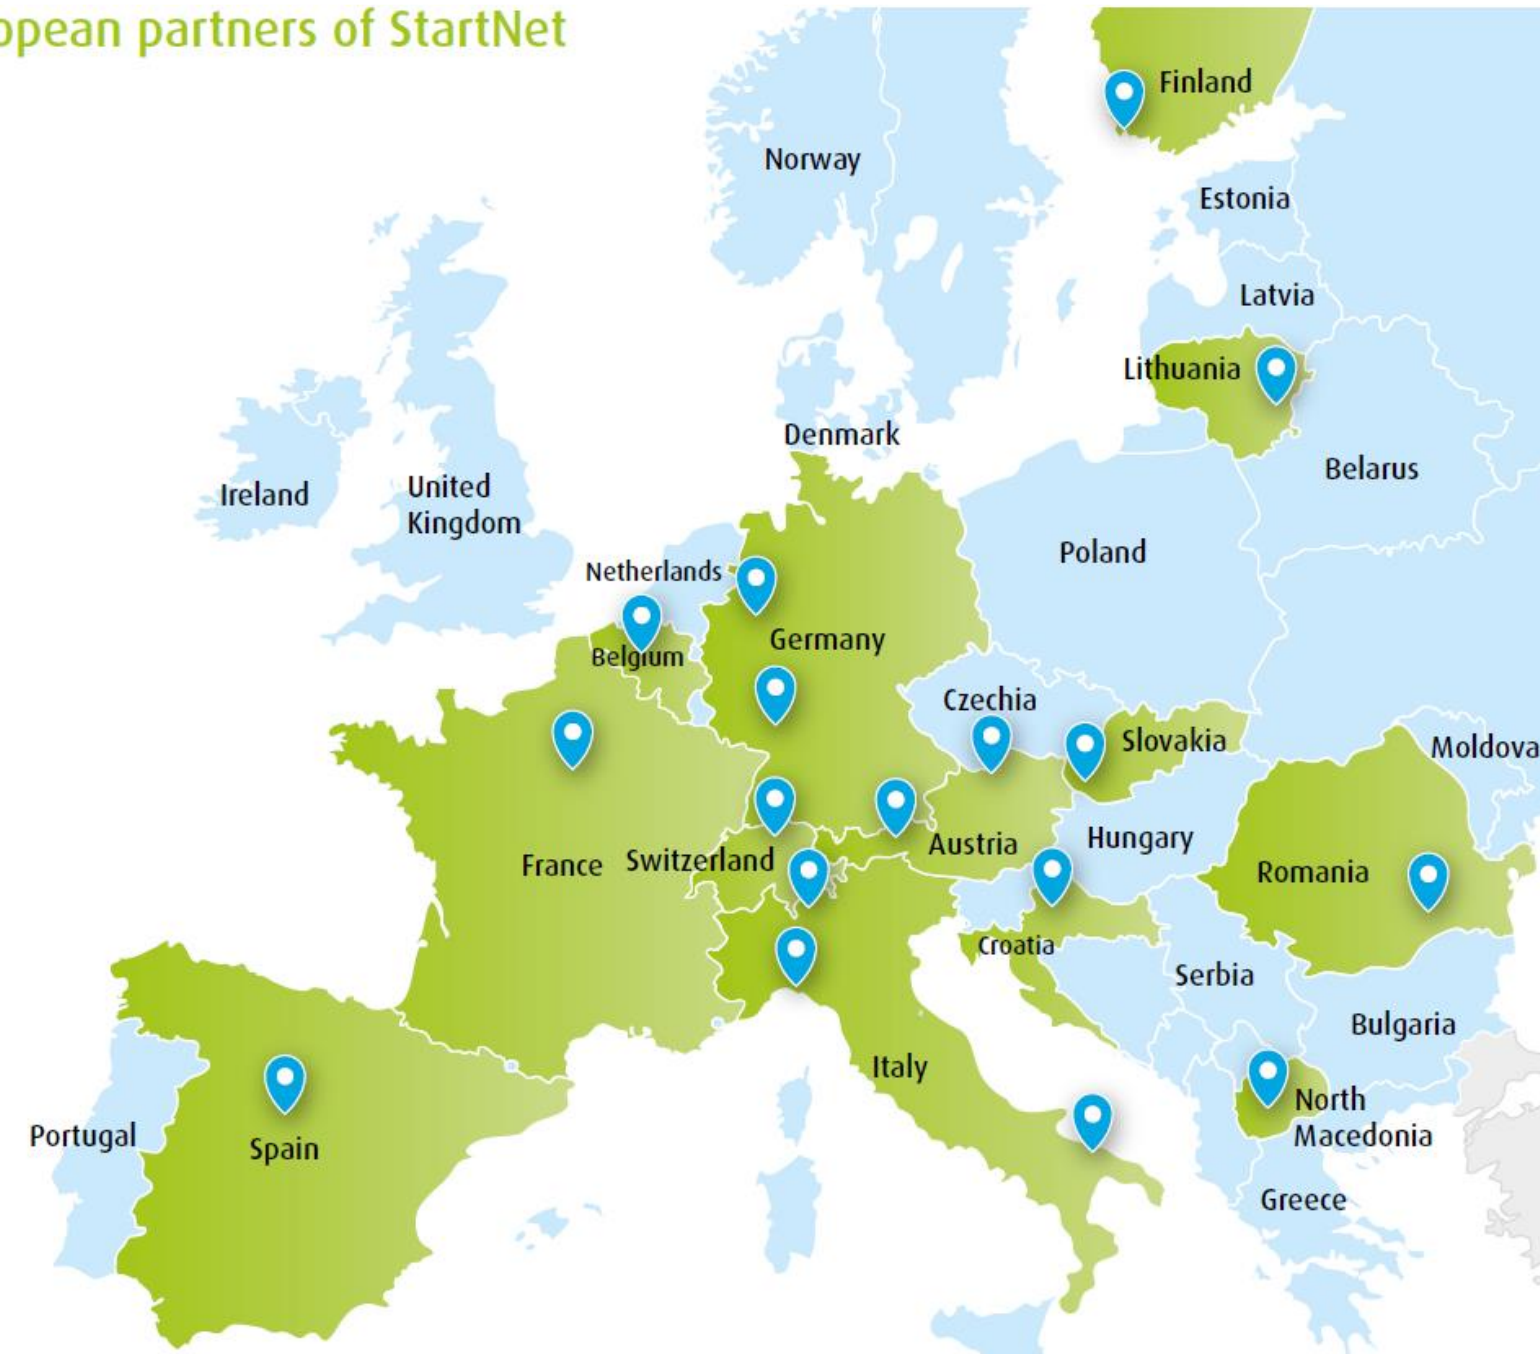 opean partners of StartNet
Finland
Norway
Estonia
Latvia
Lithuania
Denmark
Belarus
Ireland
United
Kingdom
Poland
Netherlands
Germany
Belgium
Czechia
Slovakia
Moldova
Austria
Hungary
France
Switzerland
Romania
Croatia
Serbia
Bulgaria
Italy
North
Macedonia
Portugal
Spain
Greece